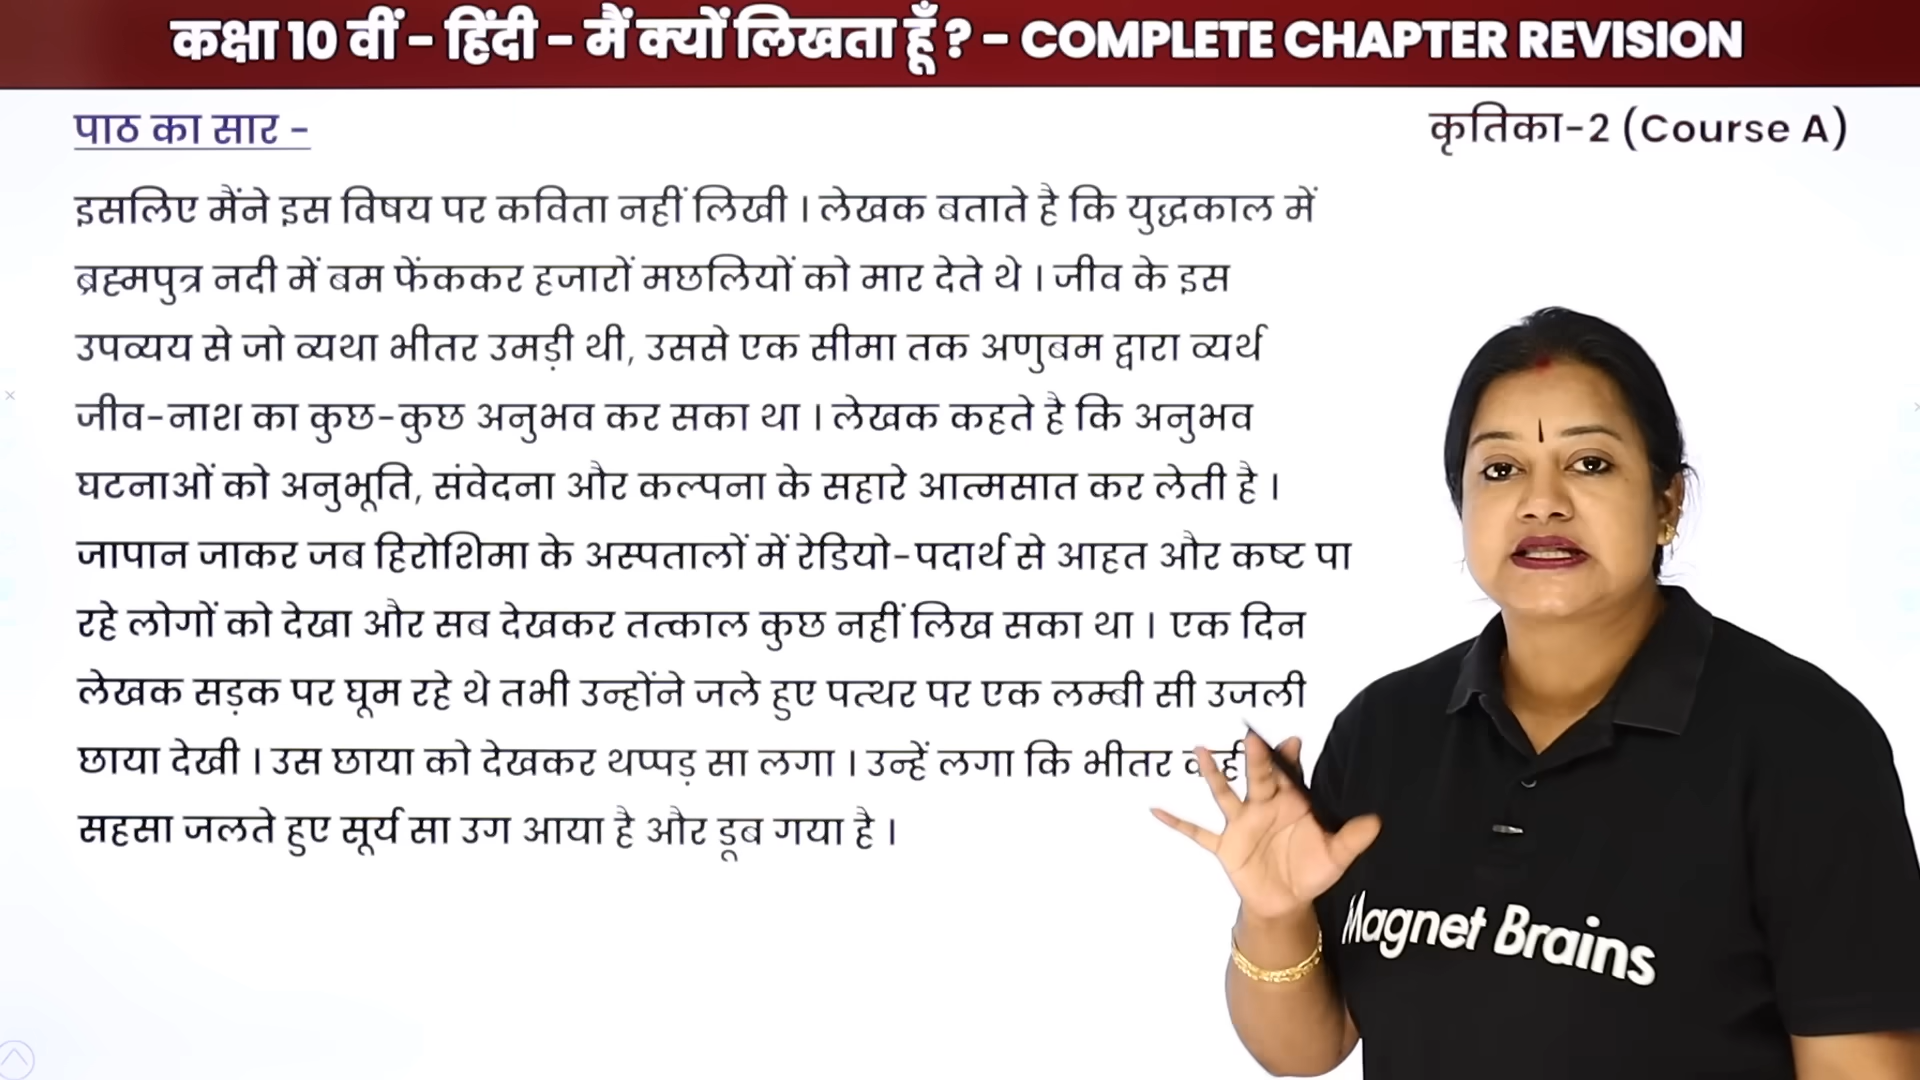 कक्षा 10 वीं - हिंदी - मैं क्यों लिखता हूँ ? - COMPLETE CHAPTER REVISION
पाठ का सार -
कृतिका-2 (Course A)
इसलिए मैंने इस विषय पर कविता नहीं लिखी । लेखक बताते है कि युद्धकाल में
ब्रह्मपुत्र नदी में बम फेंककर हजारों मछलियों को मार देते थे । जीव के इस
उपव्यय से जो व्यथा भीतर उमड़ी थी, उससे एक सीमा तक अणुबम द्वारा व्यर्थ
जीव-नाश का कुछ-कुछ अनुभव कर सका था । लेखक कहते है कि अनुभव
घटनाओं को अनुभूति, संवेदना और कल्पना के सहारे आत्मसात कर लेती है ।
जापान जाकर जब हिरोशिमा के अस्पतालों में रेडियो-पदार्थ से आहत और कष्ट पा
रहे लोगों को देखा और सब देखकर तत्काल कुछ नहीं लिख सका था । एक दिन
लेखक सड़क पर घूम रहे थे तभी उन्होंने जले हुए पत्थर पर एक लम्बी सी उजली
छाया देखी । उस छाया को देखकर थप्पड़ सा लगा । उन्हें लगा कि भीतर
सहसा जलते हुए सूर्य सा उग आया है और डूब गया है ।
Magnet Brains